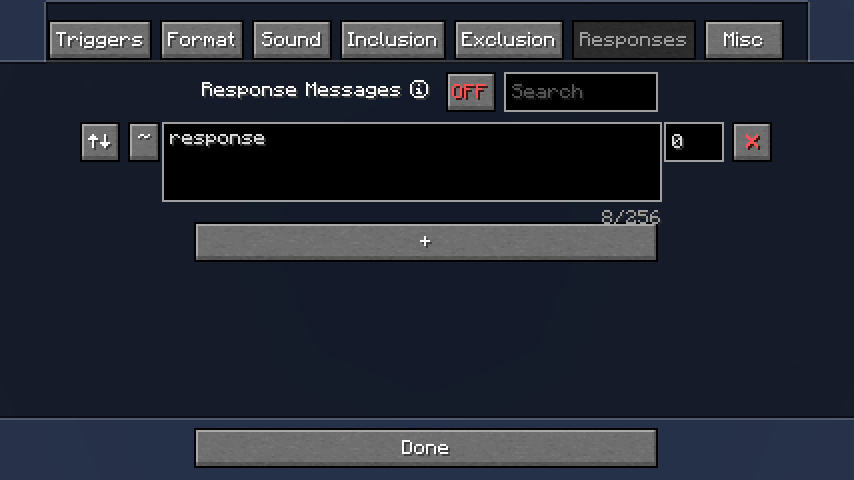 Triggers Format Sound Inclusion Exclusion Responses Misc
Response Messages ⓘ OFF Search
↑↓ ~ response 0 ✕
8/256
+
Done